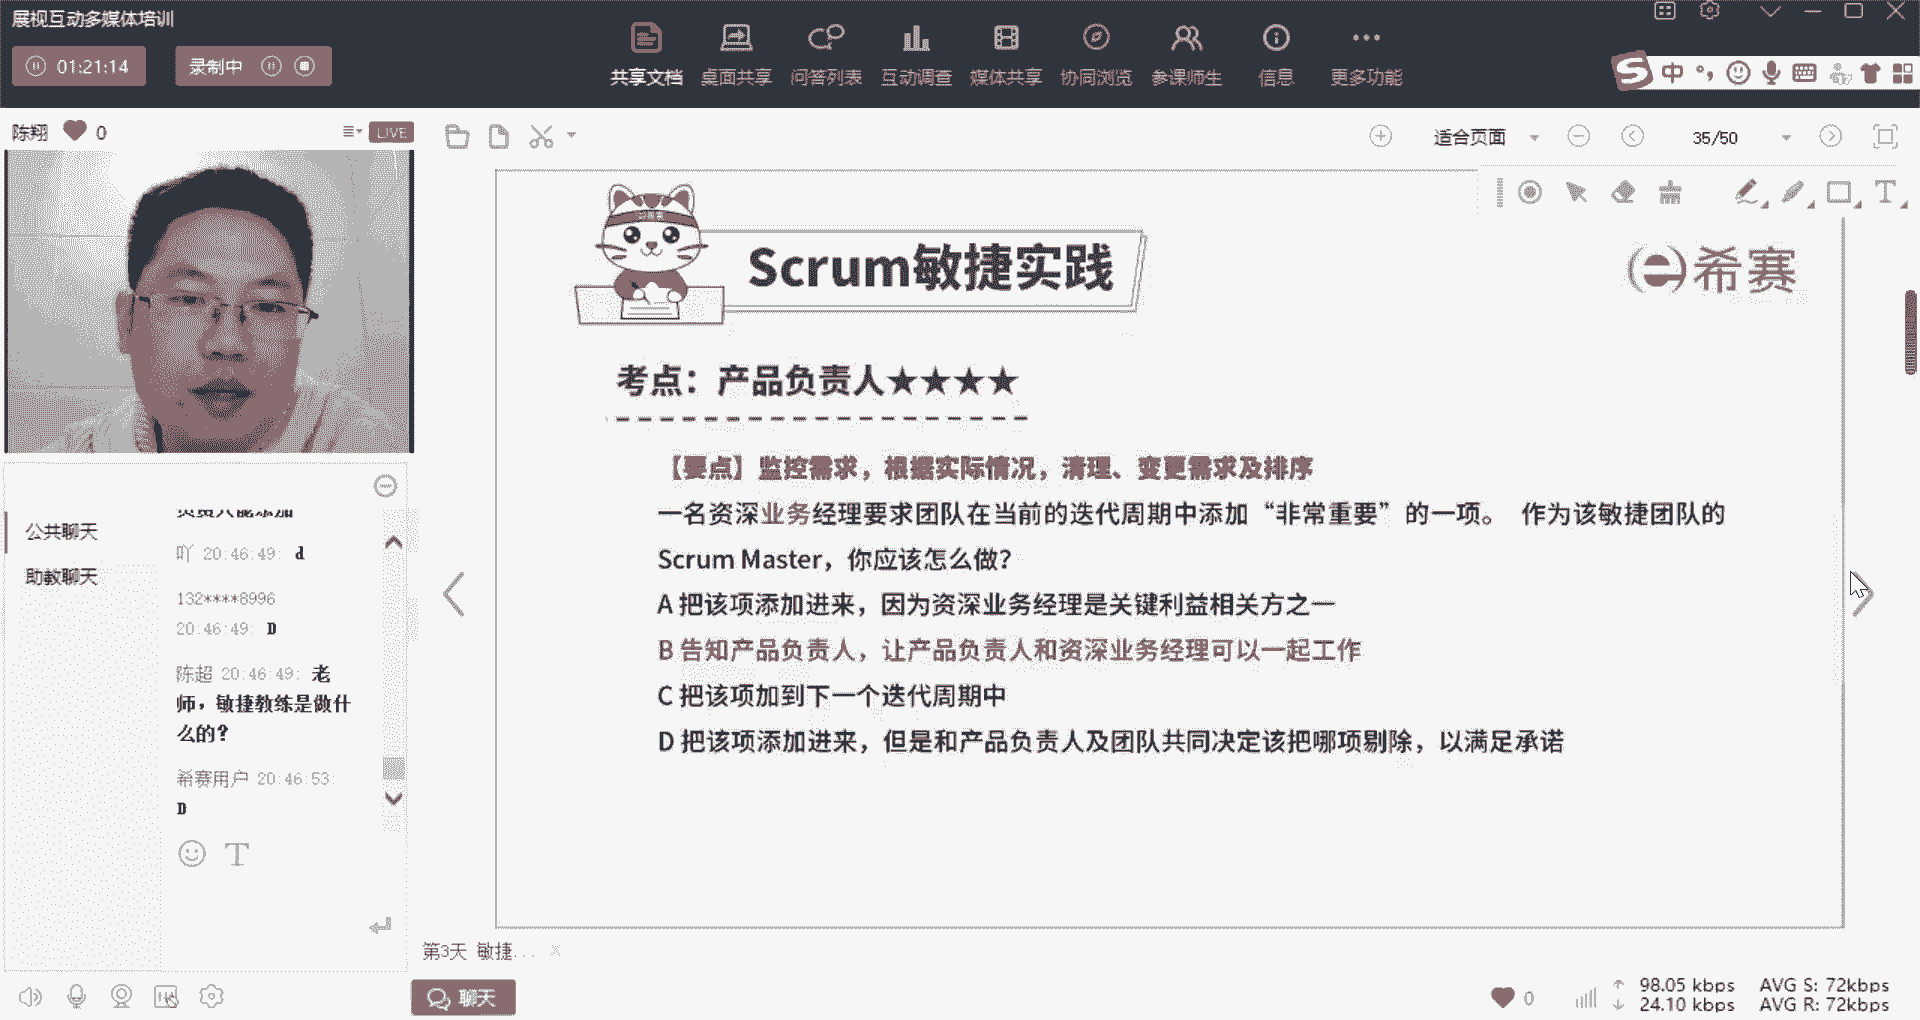 展视互动多媒体培训
01:21:14
录制中
共享文档
桌面共享
问答列表
互动调查
媒体共享
协同浏览
参课师生
信息
更多功能
中
陈翔
0
LIVE
适合页面
35/50
Scrum敏捷实践
希赛
考点：产品负责人★★★★
【要点】监控需求，根据实际情况，清理、变更需求及排序
一名资深业务经理要求团队在当前的迭代周期中添加“非常重要”的一项。 作为该敏捷团队的
Scrum Master，你应该怎么做？
A 把该项添加进来，因为资深业务经理是关键利益相关方之一
B 告知产品负责人，让产品负责人和资深业务经理可以一起工作
C 把该项加到下一个迭代周期中
D 把该项添加进来，但是和产品负责人及团队共同决定该把哪项剔除，以满足承诺
公共聊天
助教聊天
吖 20:46:49: d
132****8996
20:46:49: D
陈超 20:46:49: 老
师，敏捷教练是做什
么的？
希赛用户 20:46:53:
D
第3天 敏捷...
聊天
0
98.05 kbps
24.10 kbps
AVG S: 72kbps
AVG R: 72kbps